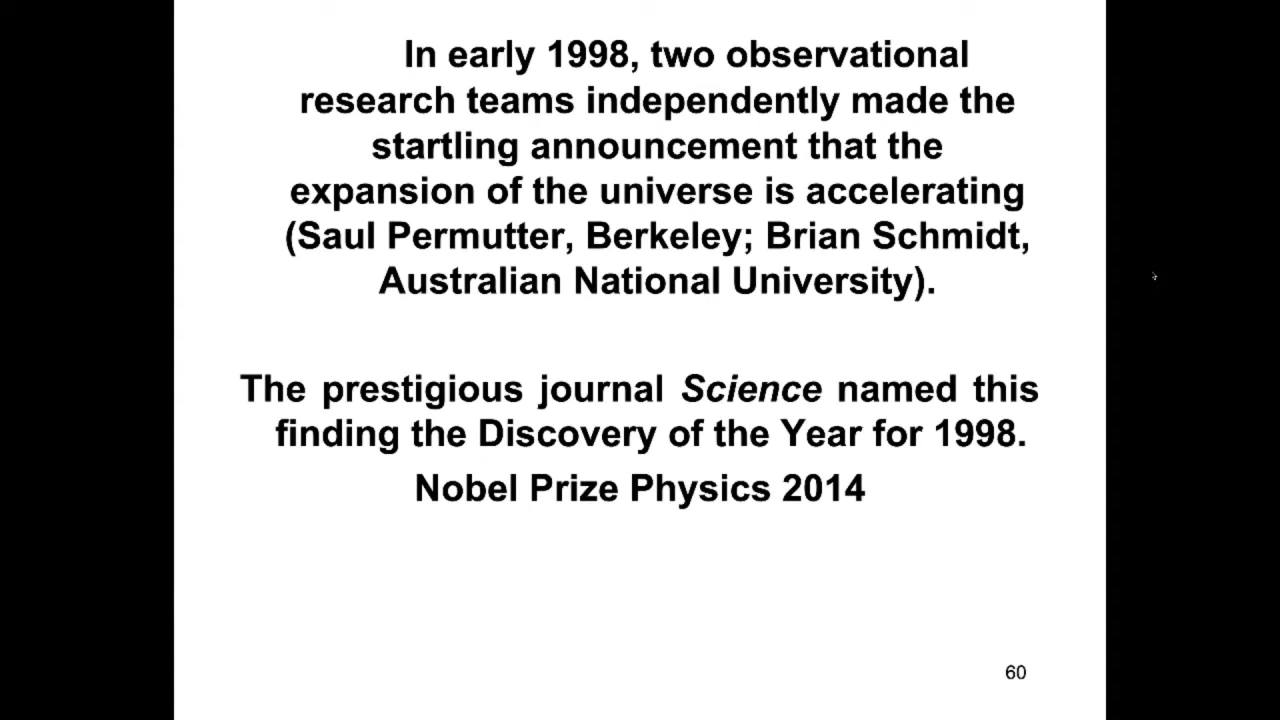 In early 1998, two observational
research teams independently made the
startling announcement that the
expansion of the universe is accelerating
(Saul Permutter, Berkeley; Brian Schmidt,
Australian National University).
The prestigious journal Science named this
finding the Discovery of the Year for 1998.
Nobel Prize Physics 2014
60